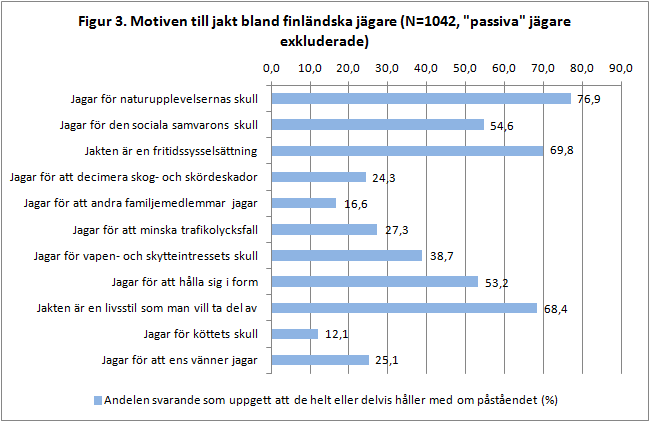 Figur 3. Motiven till jakt bland finländska jägare (N=1042, "passiva" jägare
exkluderade)
0,0 10,0 20,0 30,0 40,0 50,0 60,0 70,0 80,0 90,0
Jagar för naturupplevelsernas skull 76,9
Jagar för den sociala samvarons skull 54,6
Jakten är en fritidssysselsättning 69,8
Jagar för att decimera skog- och skördeskador 24,3
Jagar för att andra familjemedlemmar jagar 16,6
Jagar för att minska trafikolycksfall 27,3
Jagar för vapen- och skytteintressets skull 38,7
Jagar för att hålla sig i form 53,2
Jakten är en livsstil som man vill ta del av 68,4
Jagar för köttets skull 12,1
Jagar för att ens vänner jagar 25,1
Andelen svarande som uppgett att de helt eller delvis håller med om påståendet (%)